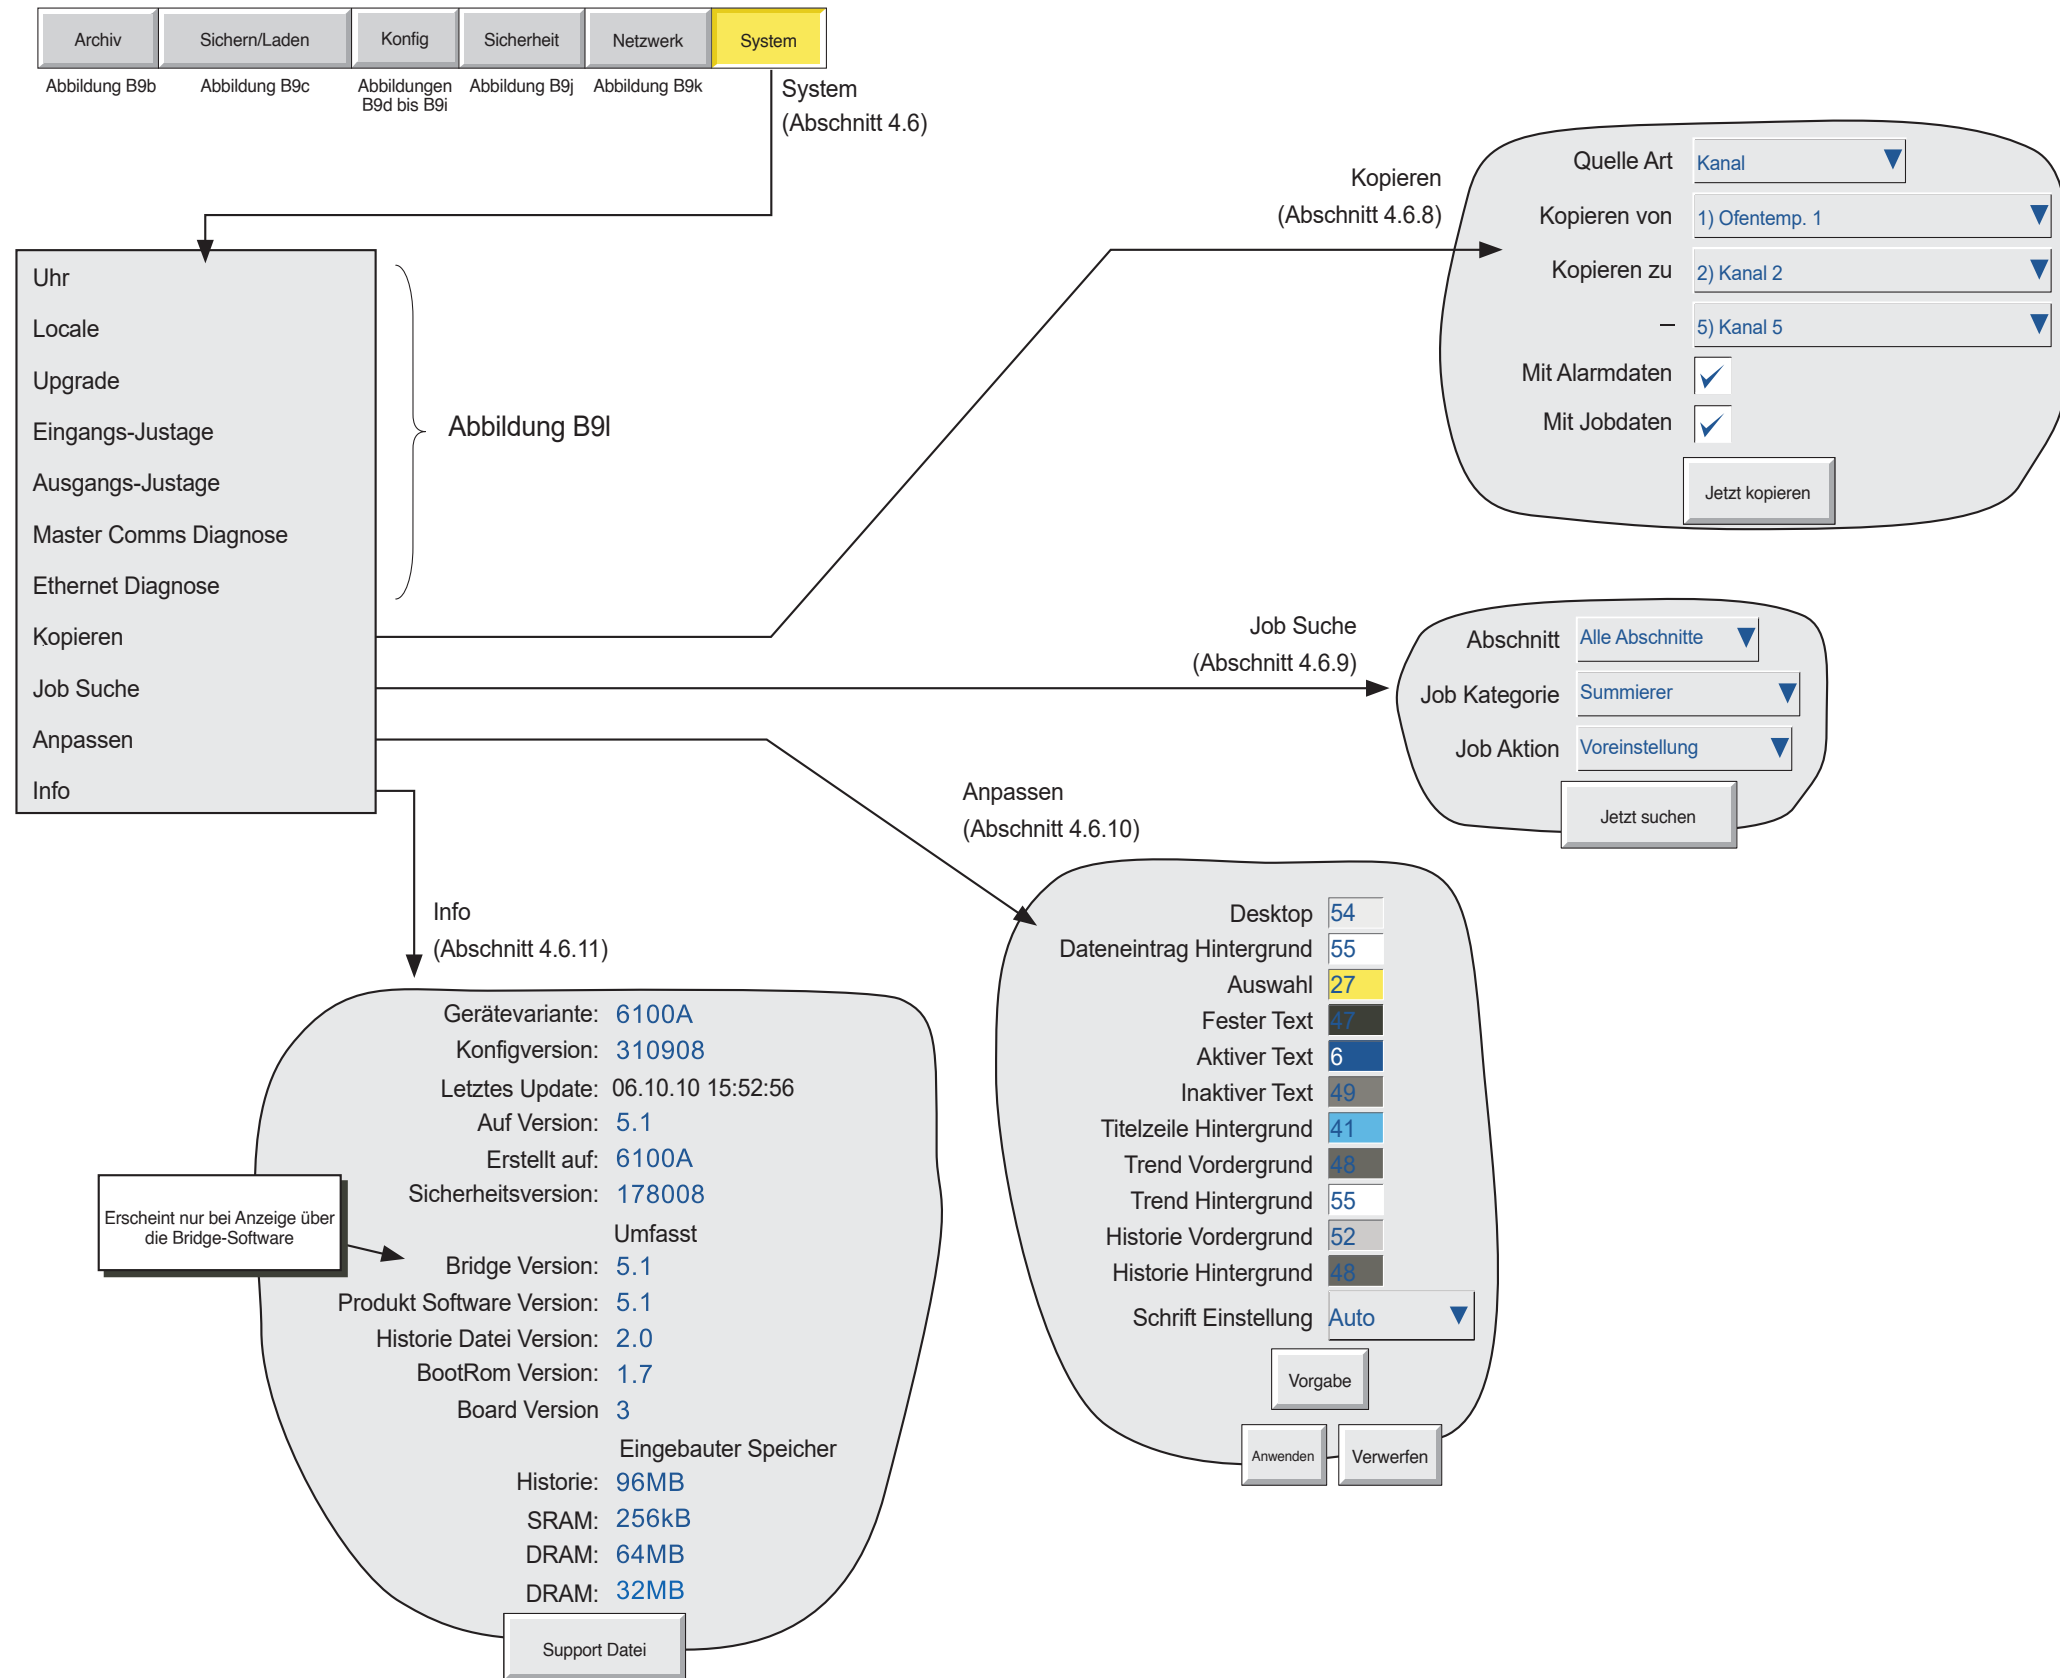 Archiv Sichern/Laden Konfig Sicherheit Netzwerk System
Abbildung B9b Abbildung B9c Abbildungen Abbildung B9j Abbildung B9k
B9d bis B9i
System
(Abschnitt 4.6)
Uhr
Locale
Upgrade
Eingangs-Justage
Ausgangs-Justage
Master Comms Diagnose
Ethernet Diagnose
Kopieren
Job Suche
Anpassen
Info
Abbildung B9l
Kopieren
(Abschnitt 4.6.8)
Quelle Art Kanal
Kopieren von 1) Ofentemp. 1
Kopieren zu 2) Kanal 2
– 5) Kanal 5
Mit Alarmdaten
Mit Jobdaten
Jetzt kopieren
Job Suche
(Abschnitt 4.6.9)
Abschnitt Alle Abschnitte
Job Kategorie Summierer
Job Aktion Voreinstellung
Jetzt suchen
Anpassen
(Abschnitt 4.6.10)
Desktop 54
Dateneintrag Hintergrund 55
Auswahl 27
Fester Text 47
Aktiver Text 6
Inaktiver Text 49
Titelzeile Hintergrund 41
Trend Vordergrund 48
Trend Hintergrund 55
Historie Vordergrund 52
Historie Hintergrund 48
Schrift Einstellung Auto
Vorgabe
Anwenden Verwerfen
Info
(Abschnitt 4.6.11)
Gerätevariante: 6100A
Konfigversion: 310908
Letztes Update: 06.10.10 15:52:56
Auf Version: 5.1
Erstellt auf: 6100A
Sicherheitsversion: 178008
Umfasst
Bridge Version: 5.1
Produkt Software Version: 5.1
Historie Datei Version: 2.0
BootRom Version: 1.7
Board Version 3
Eingebauter Speicher
Historie: 96MB
SRAM: 256kB
DRAM: 64MB
DRAM: 32MB
Support Datei
Erscheint nur bei Anzeige über
die Bridge-Software